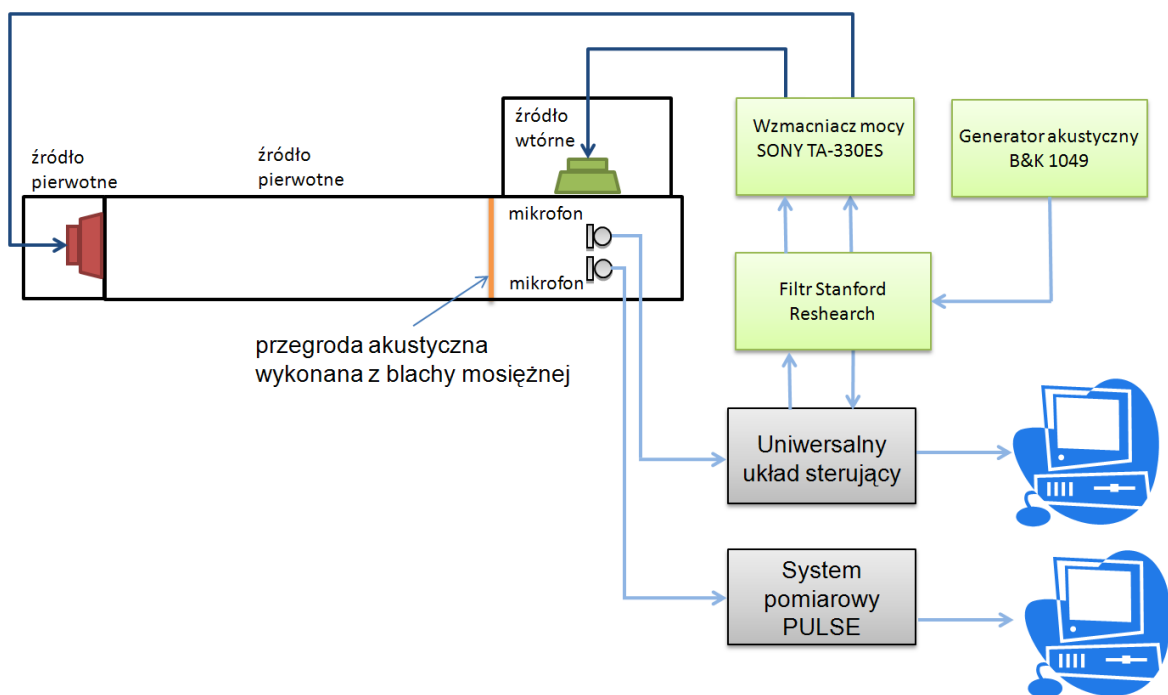 źródło
pierwotne
źródło
pierwotne
źródło
wtórne
mikrofon
mikrofon
przegroda akustyczna
wykonana z blachy mosiężnej
Wzmacniacz mocy
SONY TA-330ES
Generator akustyczny
B&K 1049
Filtr Stanford
Reshearch
Uniwersalny
układ sterujący
System
pomiarowy
PULSE